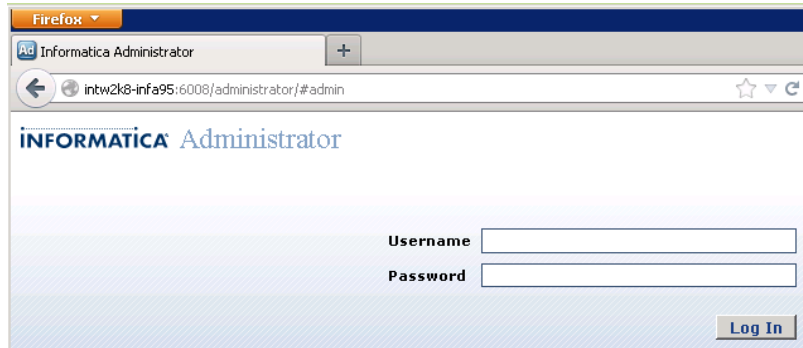 Firefox
Ad Informatica Administrator +
intw2k8-infa95:6008/administrator/#admin
INFORMATICA Administrator
Username
Password
Log In